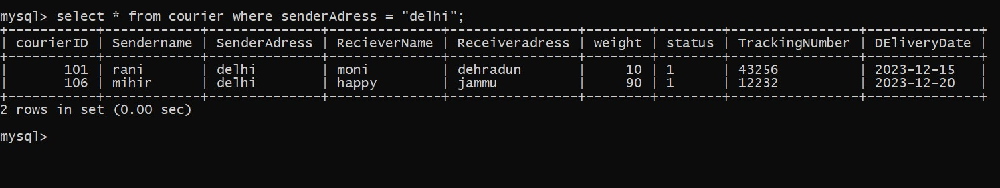 mysql> select * from courier where senderAdress = "delhi";
+-----------+------------+--------------+--------------+----------------+--------+--------+----------------+--------------+
| courierID | Sendername | SenderAdress | RecieverName | Receiveradress | weight | status | TrackingNUmber | DEliveryDate |
+-----------+------------+--------------+--------------+----------------+--------+--------+----------------+--------------+
|       101 | rani       | delhi        | moni         | dehradun       |     10 | 1      | 43256          | 2023-12-15   |
|       106 | mihir      | delhi        | happy        | jammu          |     90 | 1      | 12232          | 2023-12-20   |
+-----------+------------+--------------+--------------+----------------+--------+--------+----------------+--------------+
2 rows in set (0.00 sec)
mysql>